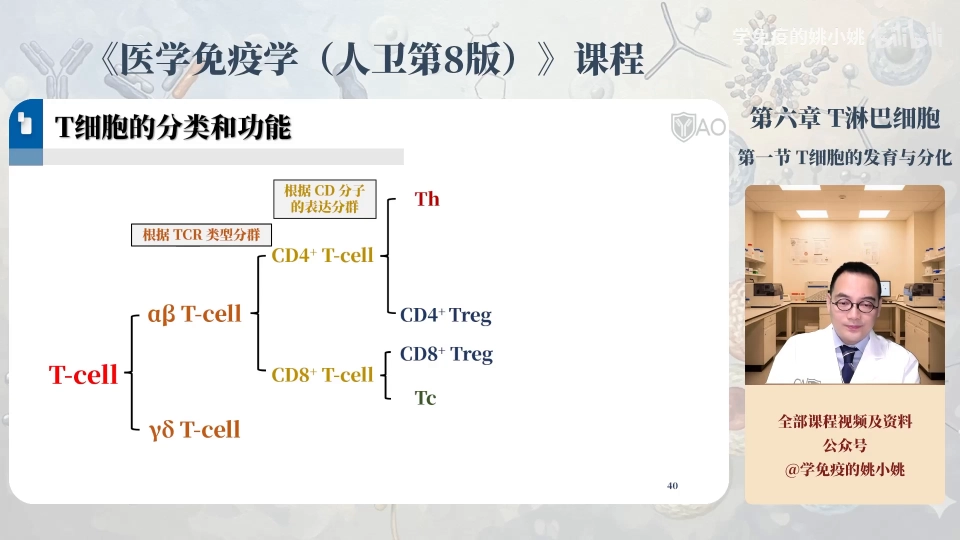 《医学免疫学（人卫第8版）》课程
学免疫的姚小姚
bilibili
T细胞的分类和功能
AO
第六章 T淋巴细胞
第一节 T细胞的发育与分化
根据 CD 分子
的表达分群
Th
根据 TCR 类型分群
CD4⁺ T-cell
αβ T-cell
CD4⁺ Treg
CD8⁺ Treg
T-cell
CD8⁺ T-cell
Tc
γδ T-cell
全部课程视频及资料
公众号
@学免疫的姚小姚
40